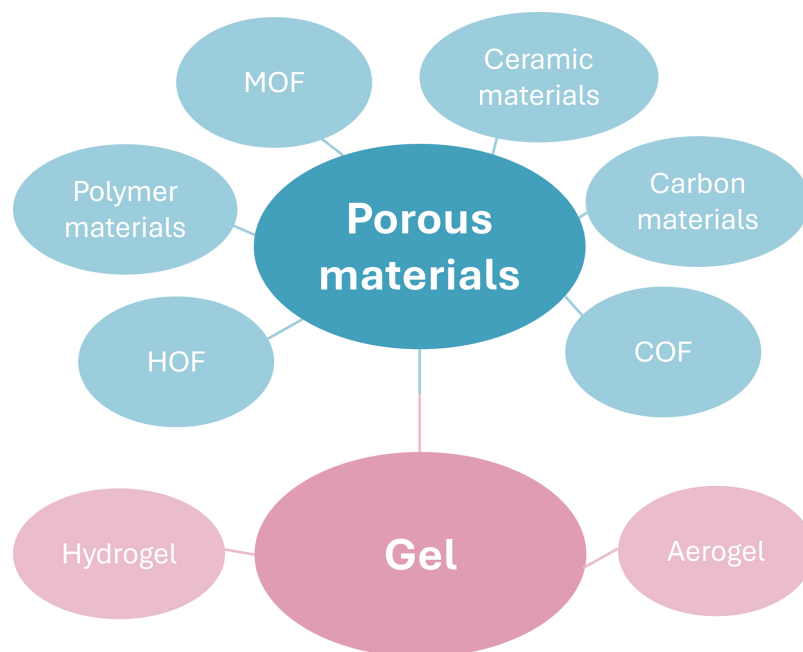 MOF
Ceramic
materials
Polymer
materials
Porous
materials
Carbon
materials
HOF
COF
Hydrogel
Gel
Aerogel